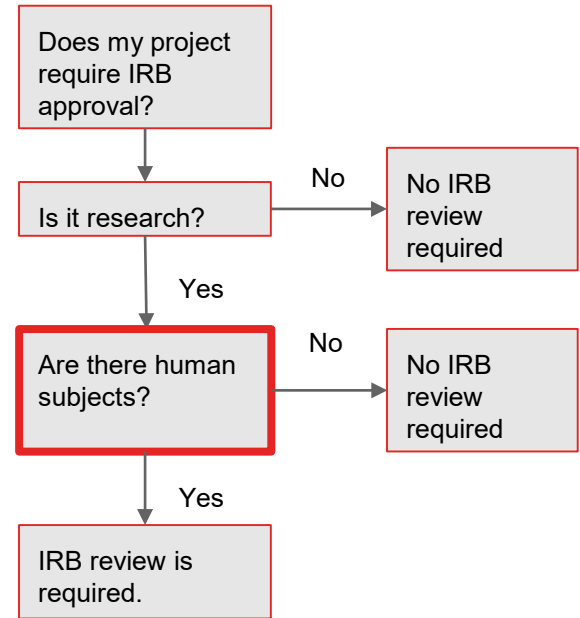 Does my project
require IRB
approval?
No
Is it research?
No IRB
review
required
Yes
Are there human
subjects?
No
No IRB
review
required
Yes
IRB review is
required.